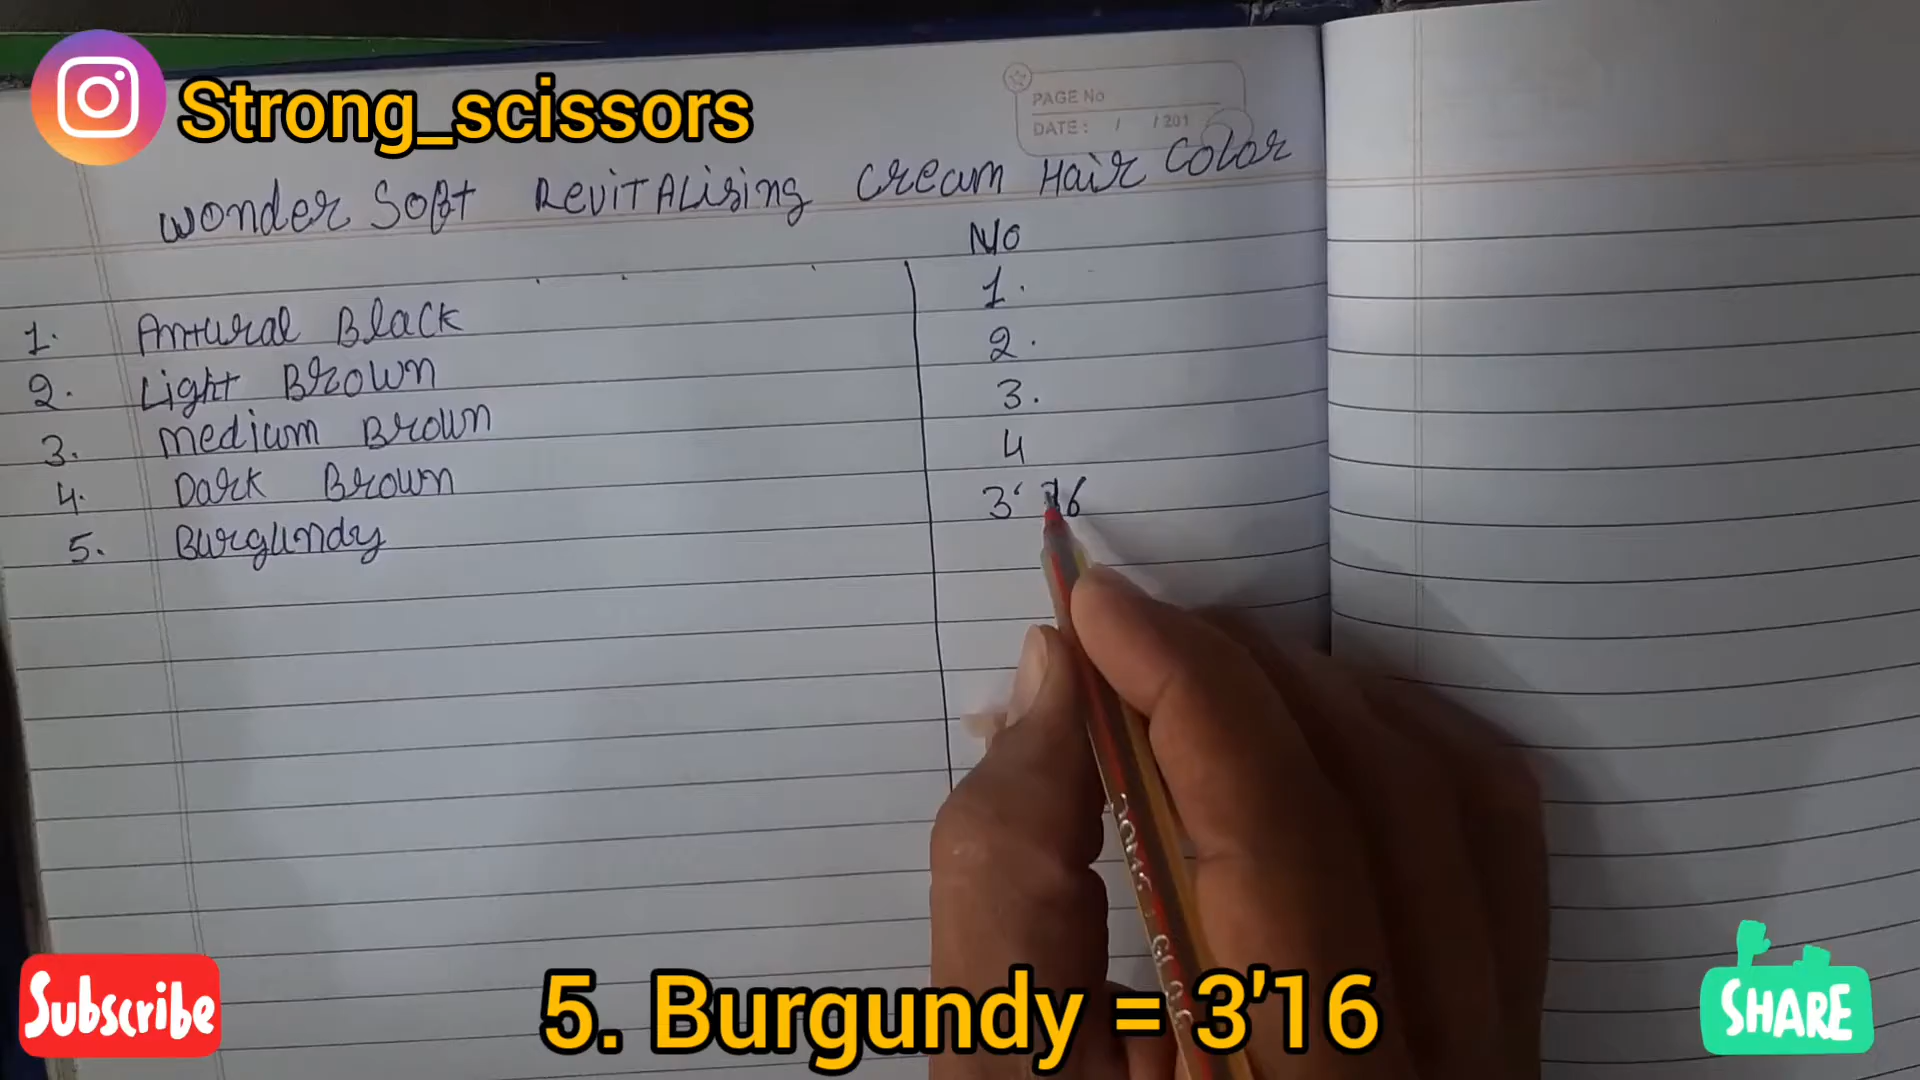 Strong_scissors
PAGE No
DATE : / / 201
Wonder Soft Revitalising Cream Hair Color
No
1. Antural Black 1.
2. Light Brown 2.
3. Medium Brown 3.
4. Dark Brown 4
5. Burgundy 3' 16
Subscribe
5. Burgundy = 3'16
SHARE